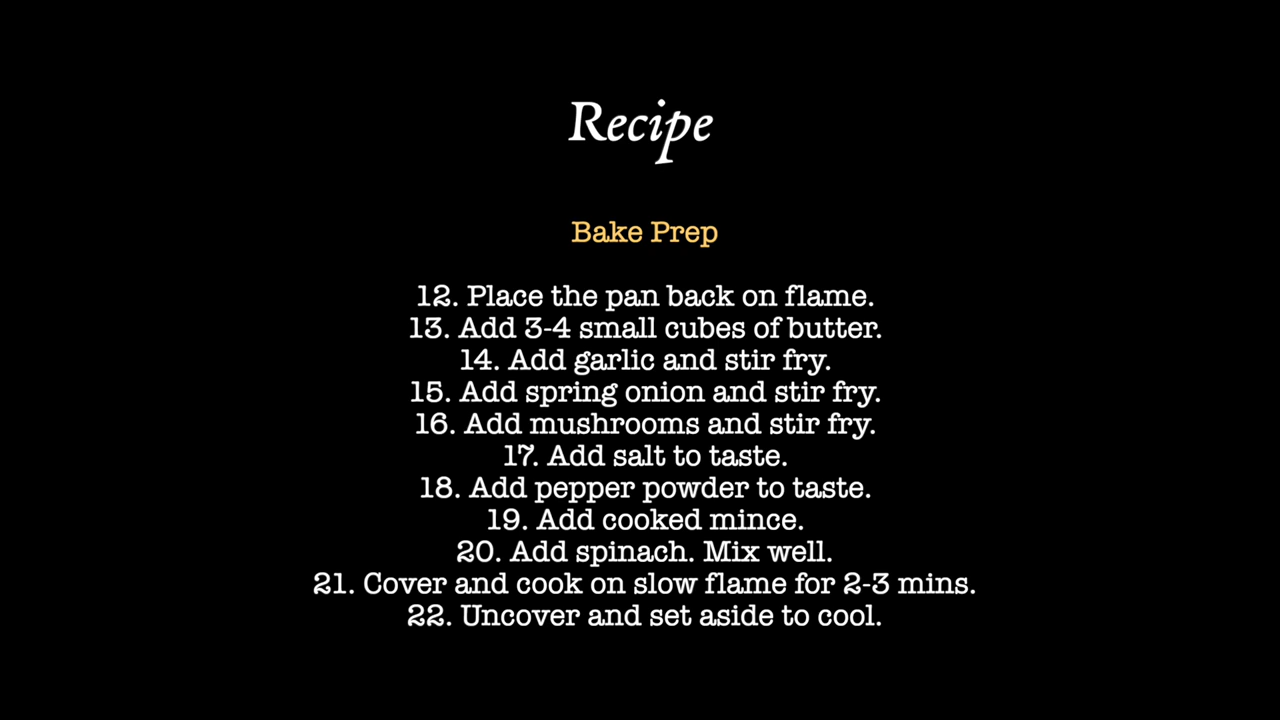 Recipe
Bake Prep
12. Place the pan back on flame.
13. Add 3-4 small cubes of butter.
14. Add garlic and stir fry.
15. Add spring onion and stir fry.
16. Add mushrooms and stir fry.
17. Add salt to taste.
18. Add pepper powder to taste.
19. Add cooked mince.
20. Add spinach. Mix well.
21. Cover and cook on slow flame for 2-3 mins.
22. Uncover and set aside to cool.